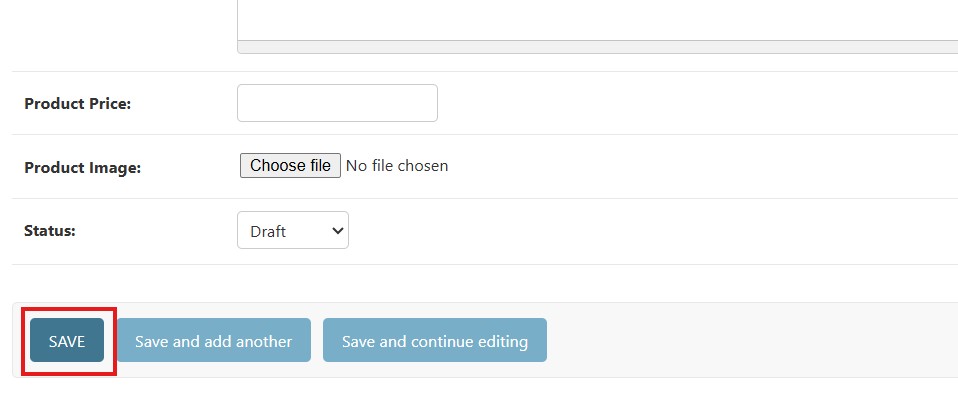 Product Price:
Product Image: Choose file No file chosen
Status: Draft
SAVE Save and add another Save and continue editing